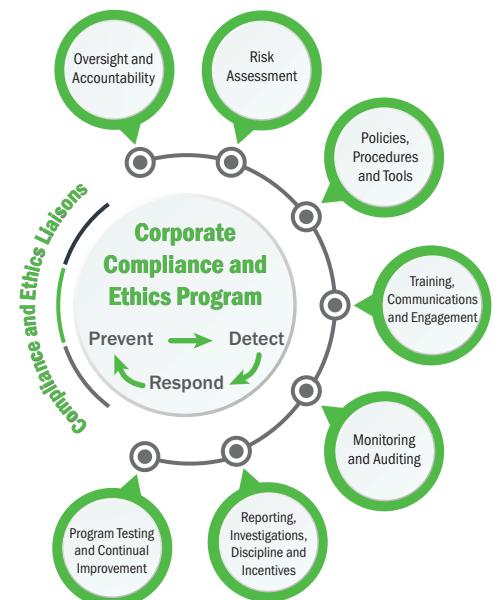 Oversight and
Accountability
Risk
Assessment
Policies,
Procedures
and Tools
Training,
Communications
and Engagement
Monitoring
and Auditing
Reporting,
Investigations,
Discipline and
Incentives
Program Testing
and Continual
Improvement
Compliance and Ethics Liaisons
Corporate
Compliance and
Ethics Program
Prevent
Detect
Respond